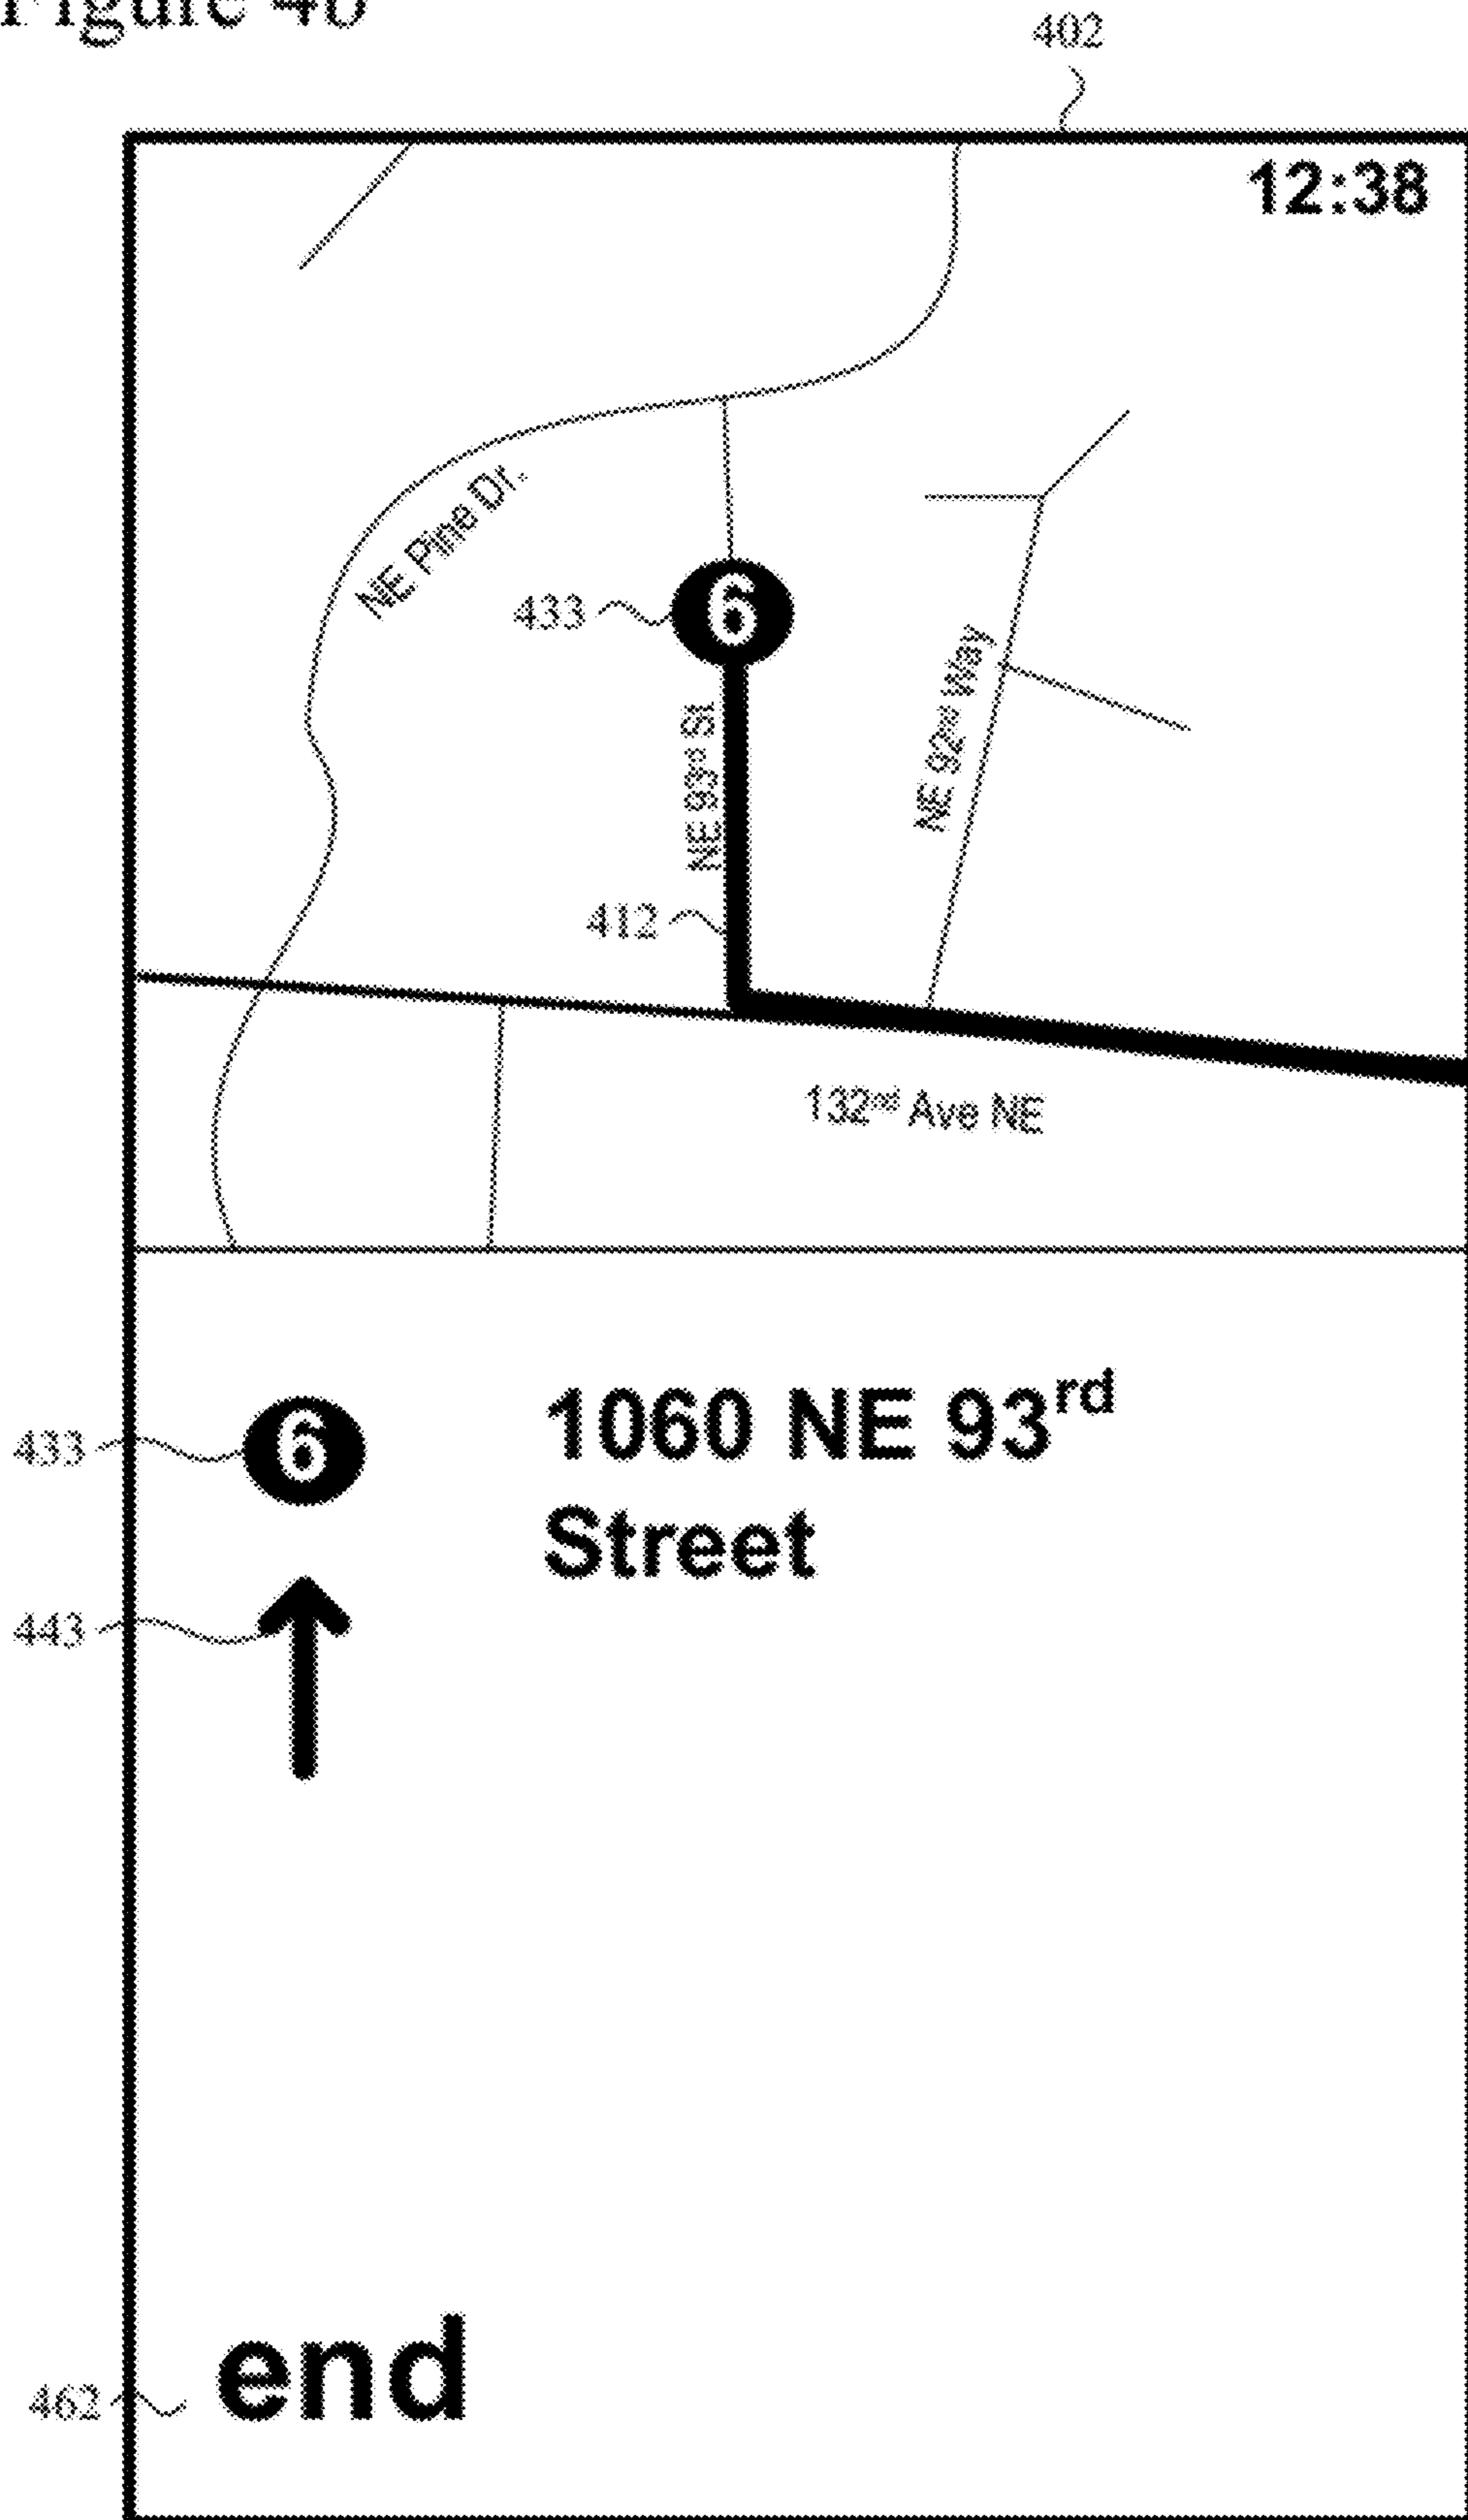 Figure 4b
402
12:38
NE Pine Dr.
433
6
NE 92nd Way
NE 93rd St
412
132nd Ave NE
433
6
1060 NE 93rd
Street
443
end
462